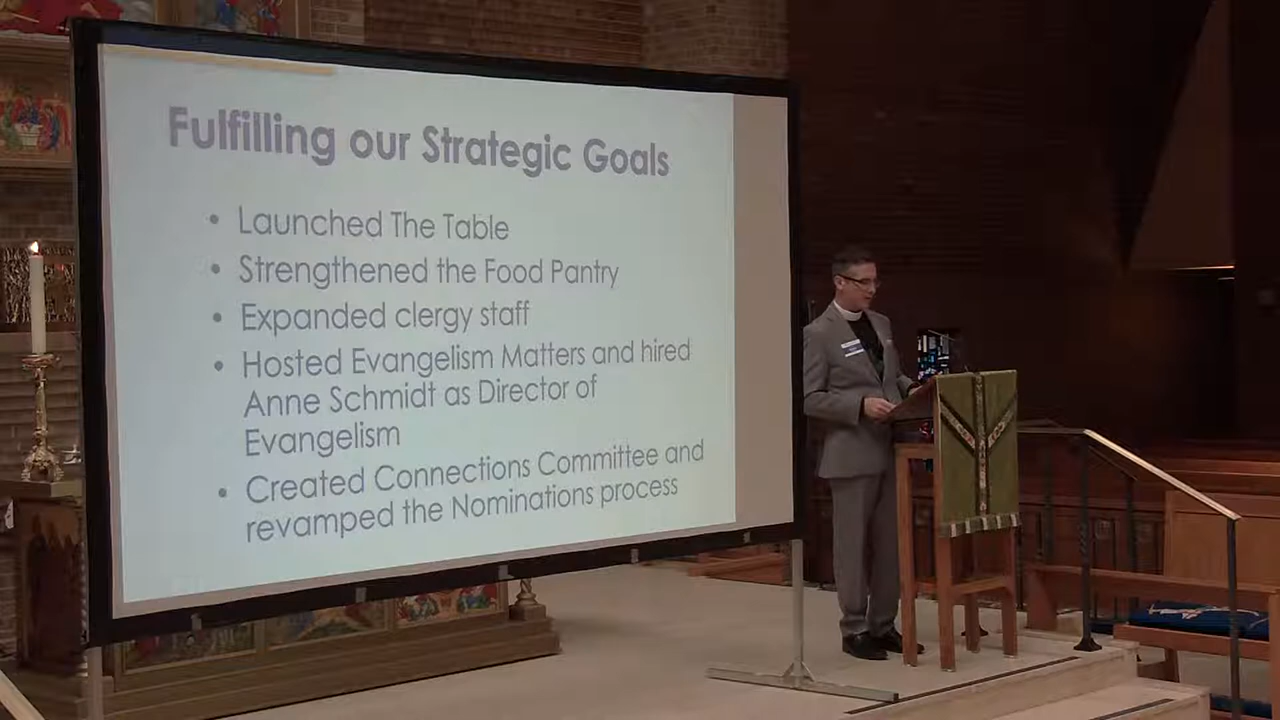 Fulfilling our Strategic Goals
• Launched The Table
• Strengthened the Food Pantry
• Expanded clergy staff
• Hosted Evangelism Matters and hired
Anne Schmidt as Director of
Evangelism
• Created Connections Committee and
revamped the Nominations process